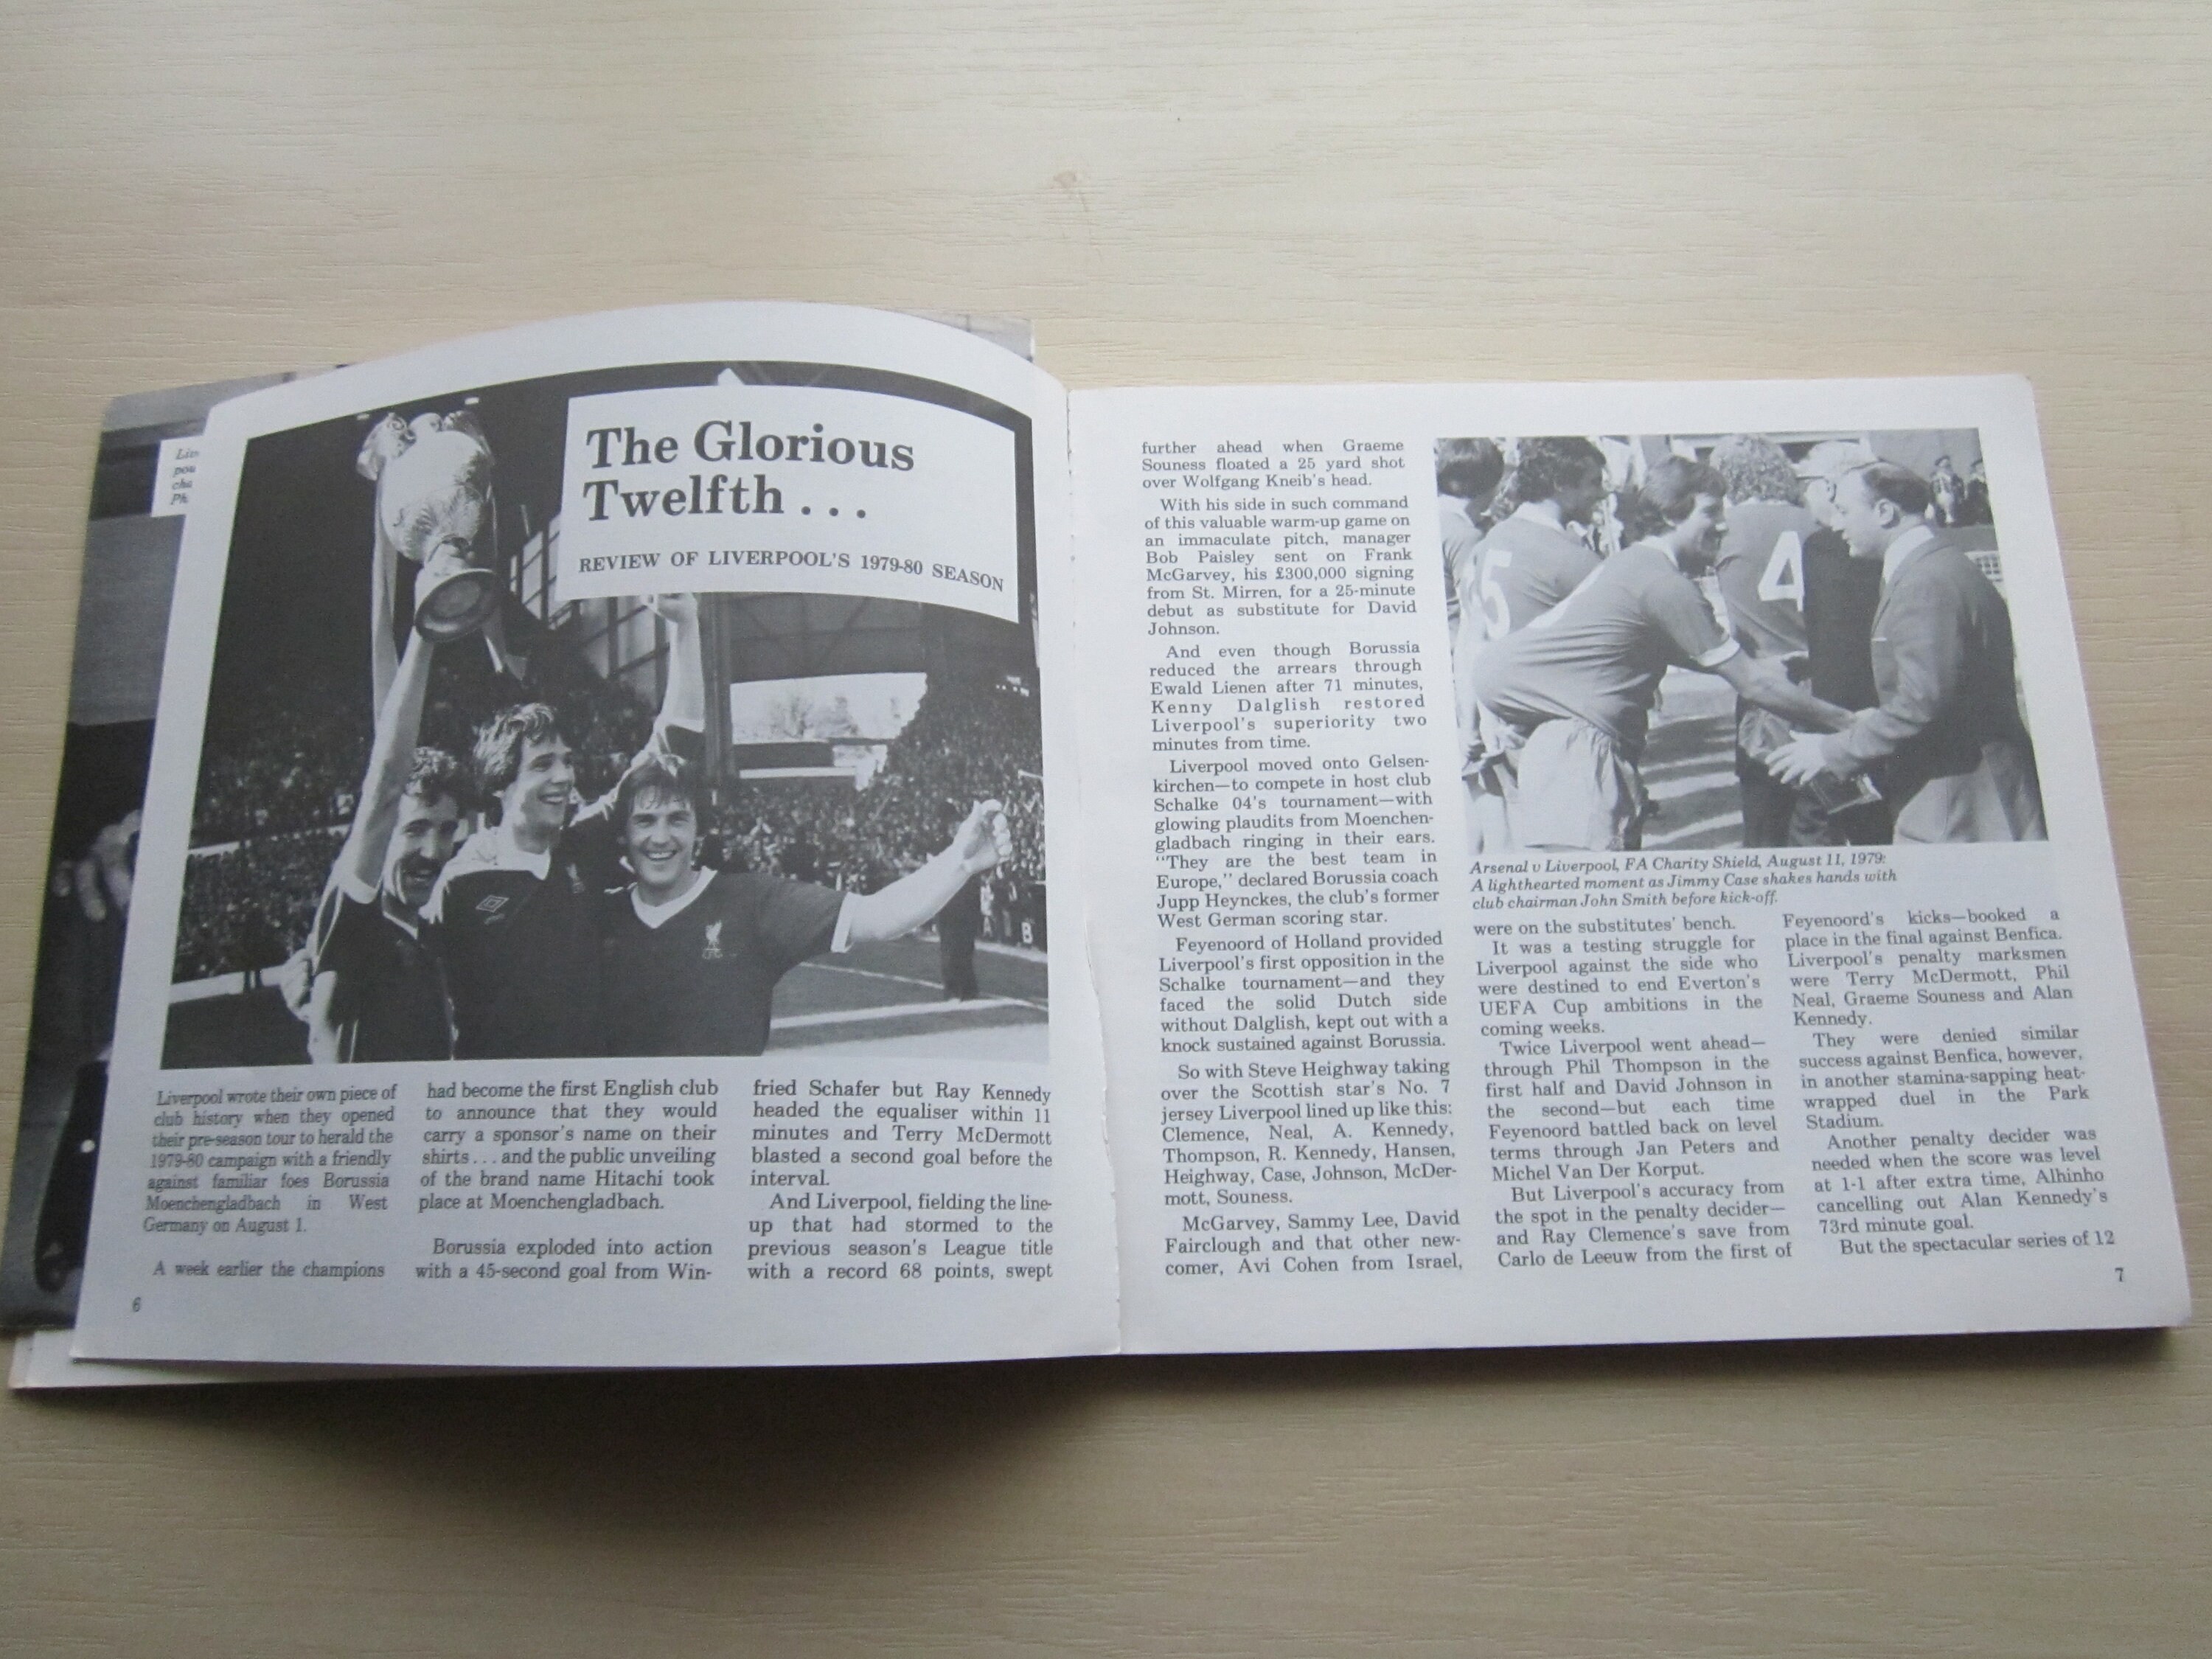 Liv
pou
cha
Ph
The Glorious
Twelfth . . .
REVIEW OF LIVERPOOL'S 1979-80 SEASON
B
Liverpool wrote their own piece of
club history when they opened
their pre-season tour to herald the
1979-80 campaign with a friendly
against familiar foes Borussia
Moenchengladbach in West
Germany on August 1.
A week earlier the champions
6
had become the first English club
to announce that they would
carry a sponsor's name on their
shirts . . . and the public unveiling
of the brand name Hitachi took
place at Moenchengladbach.
Borussia exploded into action
with a 45-second goal from Win-
fried Schafer but Ray Kennedy
headed the equaliser within 11
minutes and Terry McDermott
blasted a second goal before the
interval.
And Liverpool, fielding the line-
up that had stormed to the
previous season's League title
with a record 68 points, swept
further ahead when Graeme
Souness floated a 25 yard shot
over Wolfgang Kneib's head.
With his side in such command
of this valuable warm-up game on
an immaculate pitch, manager
Bob Paisley sent on Frank
McGarvey, his £300,000 signing
from St. Mirren, for a 25-minute
debut as substitute for David
Johnson.
And even though Borussia
reduced the arrears through
Ewald Lienen after 71 minutes,
Kenny Dalglish restored
Liverpool's superiority two
minutes from time.
Liverpool moved onto Gelsen-
kirchen—to compete in host club
Schalke 04's tournament—with
glowing plaudits from Moenchen-
gladbach ringing in their ears.
"They are the best team in
Europe," declared Borussia coach
Jupp Heynckes, the club's former
West German scoring star.
Feyenoord of Holland provided
Liverpool's first opposition in the
Schalke tournament—and they
faced the solid Dutch side
without Dalglish, kept out with a
knock sustained against Borussia.
So with Steve Heighway taking
over the Scottish star's No. 7
jersey Liverpool lined up like this:
Clemence, Neal, A. Kennedy,
Thompson, R. Kennedy, Hansen,
Heighway, Case, Johnson, McDer-
mott, Souness.
McGarvey, Sammy Lee, David
Fairclough and that other new-
comer, Avi Cohen from Israel,
5
4
Arsenal v Liverpool, FA Charity Shield, August 11, 1979:
A lighthearted moment as Jimmy Case shakes hands with
club chairman John Smith before kick-off.
were on the substitutes' bench.
It was a testing struggle for
Liverpool against the side who
were destined to end Everton's
UEFA Cup ambitions in the
coming weeks.
Twice Liverpool went ahead—
through Phil Thompson in the
first half and David Johnson in
the second—but each time
Feyenoord battled back on level
terms through Jan Peters and
Michel Van Der Korput.
But Liverpool's accuracy from
the spot in the penalty decider—
and Ray Clemence's save from
Carlo de Leeuw from the first of
Feyenoord's kicks—booked a
place in the final against Benfica.
Liverpool's penalty marksmen
were Terry McDermott, Phil
Neal, Graeme Souness and Alan
Kennedy.
They were denied similar
success against Benfica, however,
in another stamina-sapping heat-
wrapped duel in the Park
Stadium.
Another penalty decider was
needed when the score was level
at 1-1 after extra time, Alhinho
cancelling out Alan Kennedy's
73rd minute goal.
But the spectacular series of 12
7